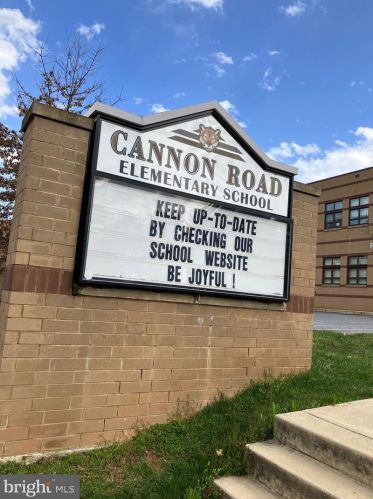 CANNON ROAD
ELEMENTARY SCHOOL
KEEP UP-TO-DATE
BY CHECKING OUR
SCHOOL WEBSITE
BE JOYFUL !
bright MLS